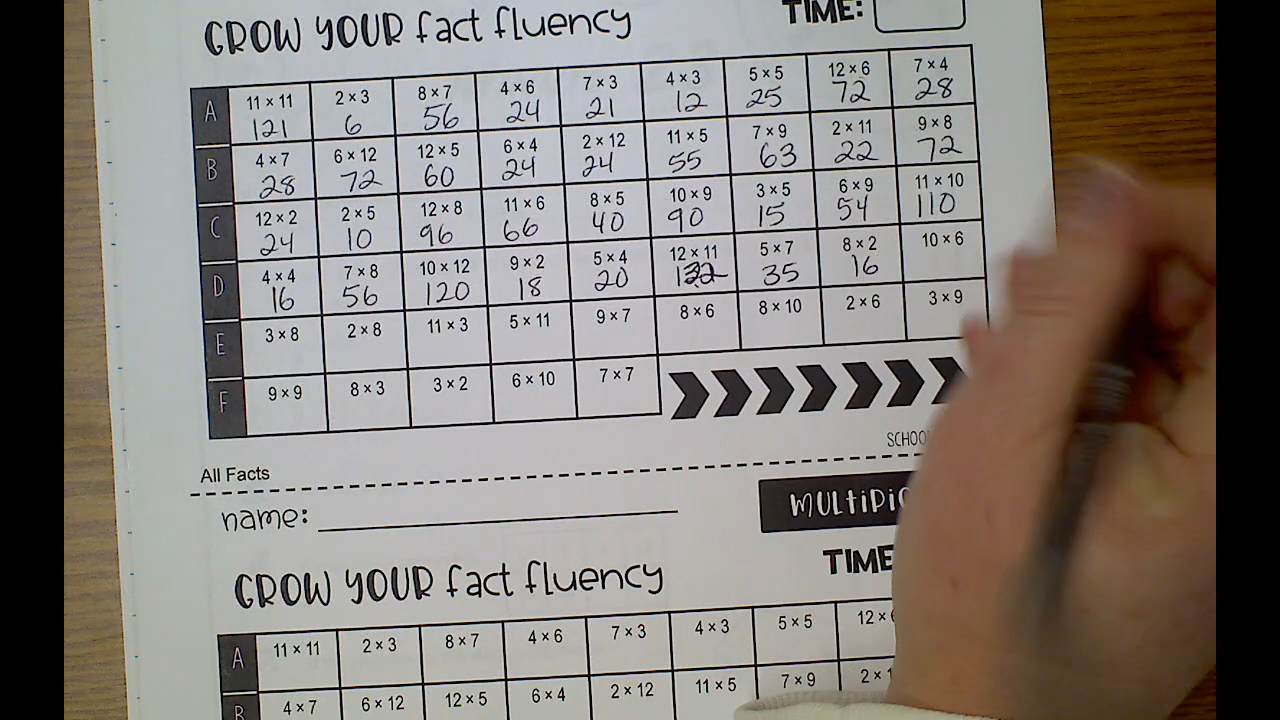 GROW YOUR fact fluency TIME:
A 11 × 11 2 × 3 8 × 7 4 × 6 7 × 3 4 × 3 5 × 5 12 × 6 7 × 4
121 6 56 24 21 12 25 72 28
B 4 × 7 6 × 12 12 × 5 6 × 4 2 × 12 11 × 5 7 × 9 2 × 11 9 × 8
28 72 60 24 24 55 63 22 72
C 12 × 2 2 × 5 12 × 8 11 × 6 8 × 5 10 × 9 3 × 5 6 × 9 11 × 10
24 10 96 66 40 90 15 54 110
D 4 × 4 7 × 8 10 × 12 9 × 2 5 × 4 12 × 11 5 × 7 8 × 2 10 × 6
16 56 120 18 20 132 35 16
E 3 × 8 2 × 8 11 × 3 5 × 11 9 × 7 8 × 6 8 × 10 2 × 6 3 × 9
F 9 × 9 8 × 3 3 × 2 6 × 10 7 × 7
SCHOO
All Facts
name: MULtiPli
GROW YOUR fact fluency TIME
A 11 × 11 2 × 3 8 × 7 4 × 6 7 × 3 4 × 3 5 × 5 12 × 6
B 4 × 7 6 × 12 12 × 5 6 × 4 2 × 12 11 × 5 7 × 9 2 × 1